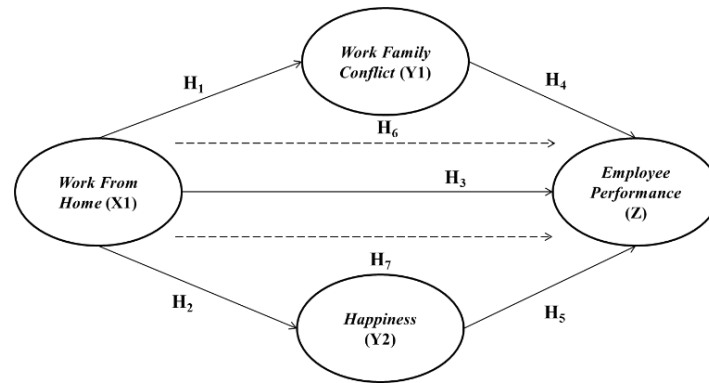 Work Family
Conflict (Y1)
H₁
H₄
H₆
Work From
Home (X1)
H₃
Employee
Performance
(Z)
H₇
H₂
Happiness
(Y2)
H₅